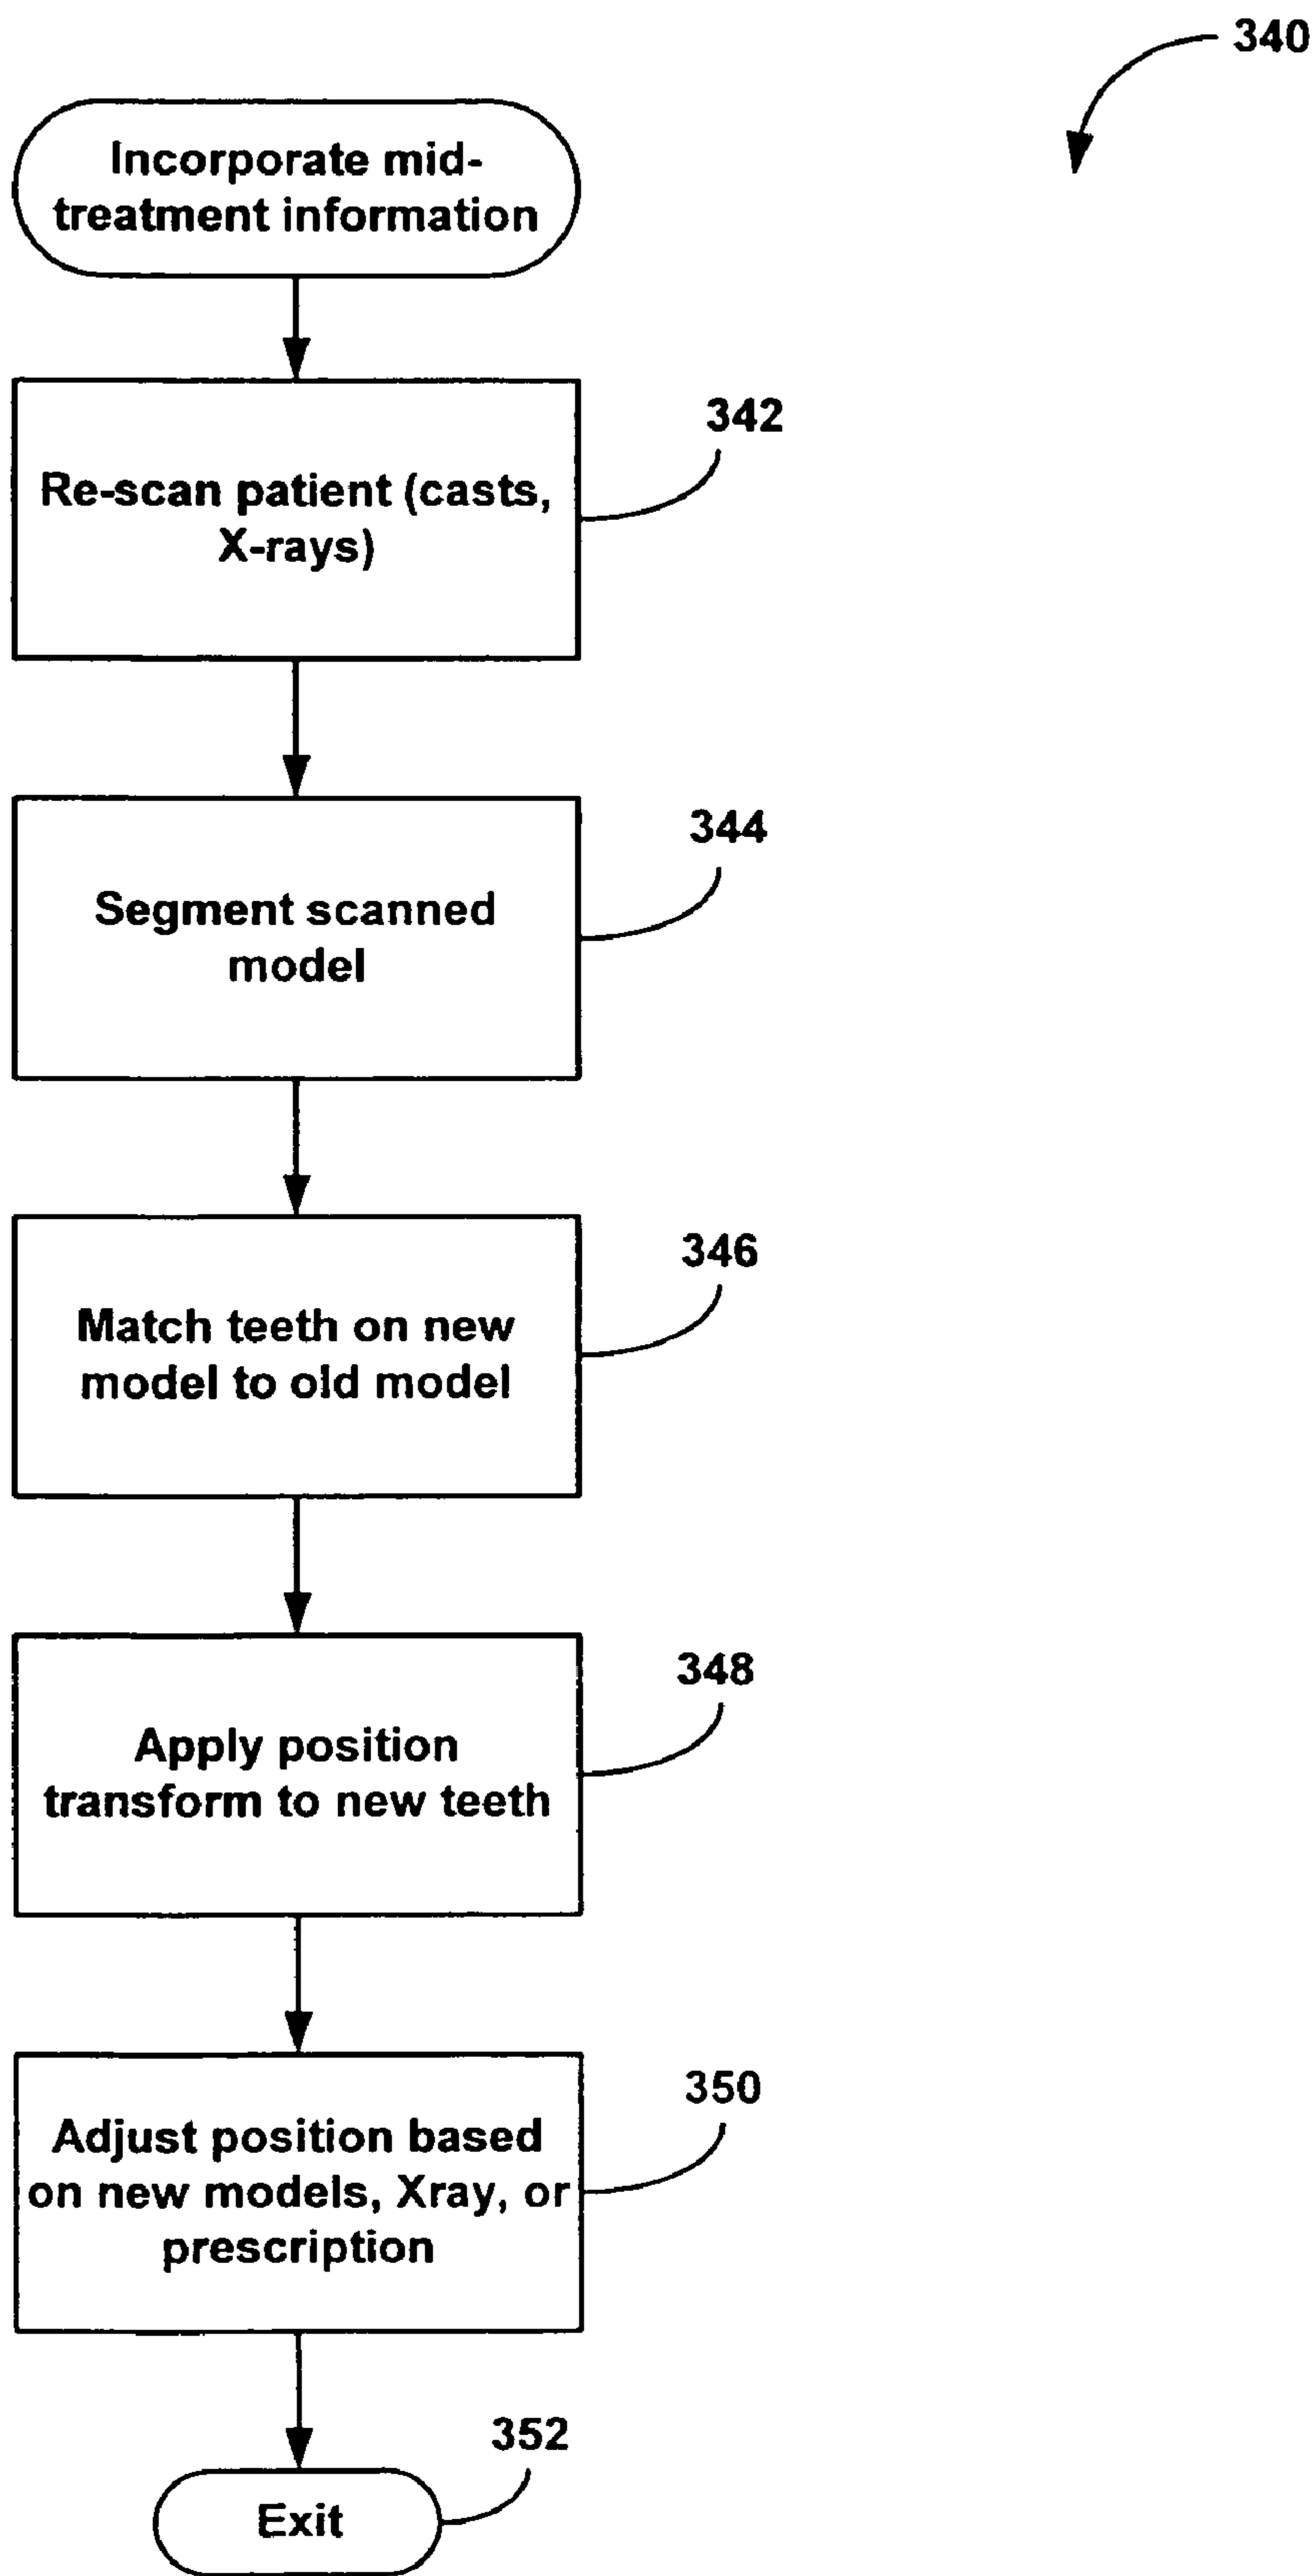 340
Incorporate mid-
treatment information
342
Re-scan patient (casts,
X-rays)
344
Segment scanned
model
346
Match teeth on new
model to old model
348
Apply position
transform to new teeth
350
Adjust position based
on new models, Xray, or
prescription
352
Exit